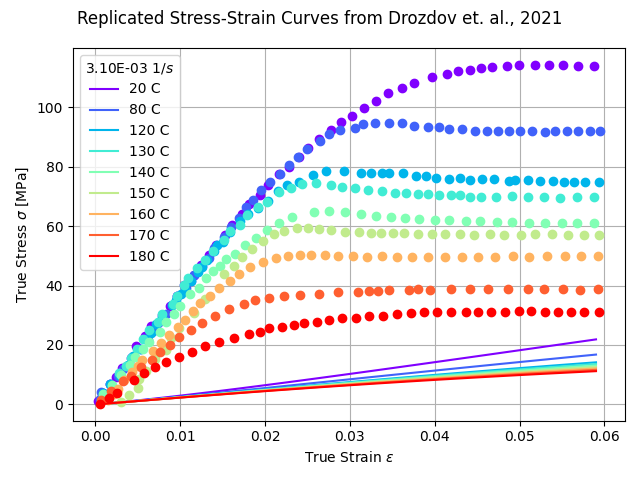 Replicated Stress-Strain Curves from Drozdov et. al., 2021
3.10E-03 1/s
20 C
80 C
120 C
130 C
140 C
150 C
160 C
170 C
180 C
True Stress σ [MPa]
100
80
60
40
20
0
0.00 0.01 0.02 0.03 0.04 0.05 0.06
True Strain ε